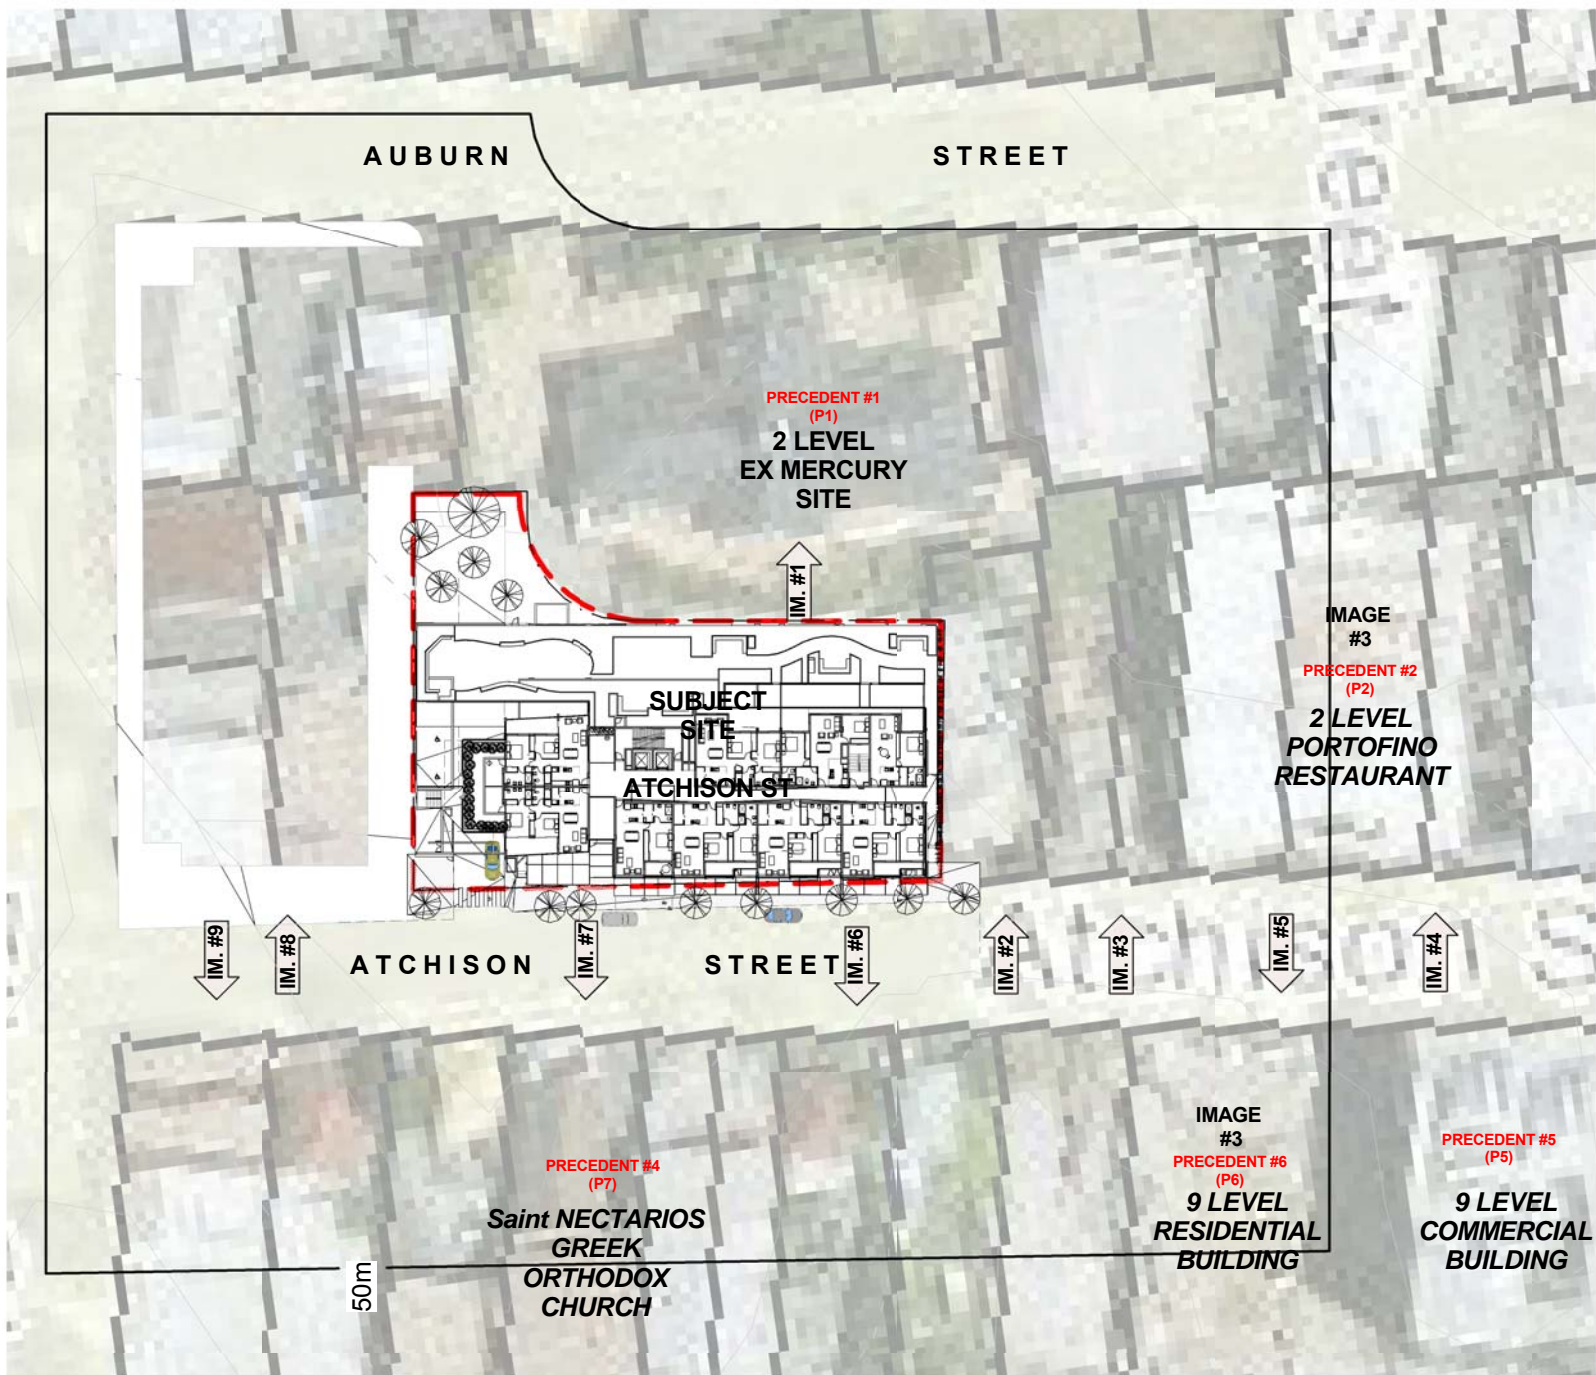 AUBURN STREET
PRECEDENT #1
(P1)
2 LEVEL
EX MERCURY
SITE
IM. #1
IMAGE
#3
PRECEDENT #2
(P2)
2 LEVEL
PORTOFINO
RESTAURANT
SUBJECT
SITE
ATCHISON ST
IM. #9
IM. #8
IM. #7
IM. #6
IM. #2
IM. #3
IM. #5
IM. #4
ATCHISON STREET
PRECEDENT #4
(P7)
Saint NECTARIOS
GREEK
ORTHODOX
CHURCH
IMAGE
#3
PRECEDENT #6
(P6)
9 LEVEL
RESIDENTIAL
BUILDING
PRECEDENT #5
(P5)
9 LEVEL
COMMERCIAL
BUILDING
50m